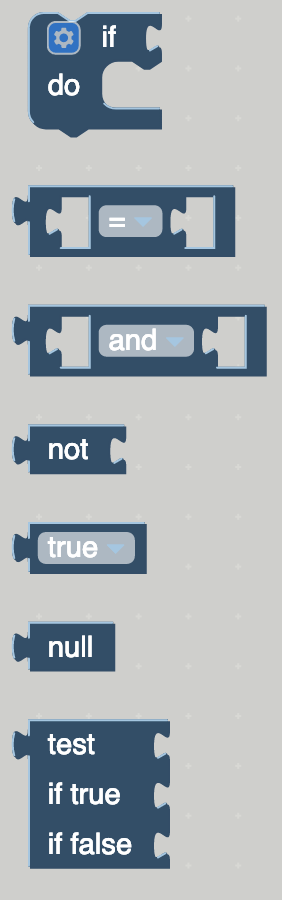 if
do
=
and
not
true
null
test
if true
if false